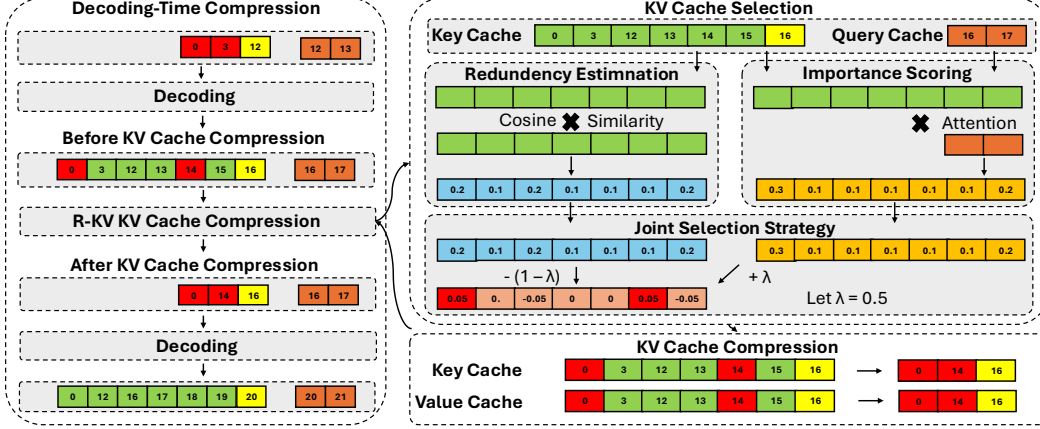 Decoding-Time Compression
0 3 12 12 13
Decoding
Before KV Cache Compression
0 3 12 13 14 15 16 16 17
R-KV KV Cache Compression
After KV Cache Compression
0 14 16 16 17
Decoding
0 12 16 17 18 19 20 20 21
KV Cache Selection
Key Cache 0 3 12 13 14 15 16 Query Cache 16 17
Redundancy Estimnation
Cosine Similarity
0.2 0.1 0.2 0.1 0.1 0.1 0.2
Importance Scoring
Attention
0.3 0.1 0.1 0.1 0.1 0.1 0.2
Joint Selection Strategy
0.2 0.1 0.2 0.1 0.1 0.1 0.2 0.3 0.1 0.1 0.1 0.1 0.1 0.2
- (1 – λ) + λ
0.05 0. -0.05 0 0 0.05 -0.05 Let λ = 0.5
KV Cache Compression
Key Cache 0 3 12 13 14 15 16 0 14 16
Value Cache 0 3 12 13 14 15 16 0 14 16